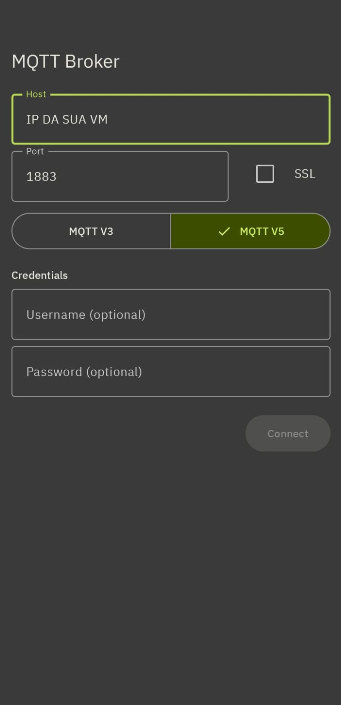 MQTT Broker
Host
IP DA SUA VM
Port
1883
SSL
MQTT V3
MQTT V5
Credentials
Username (optional)
Password (optional)
Connect